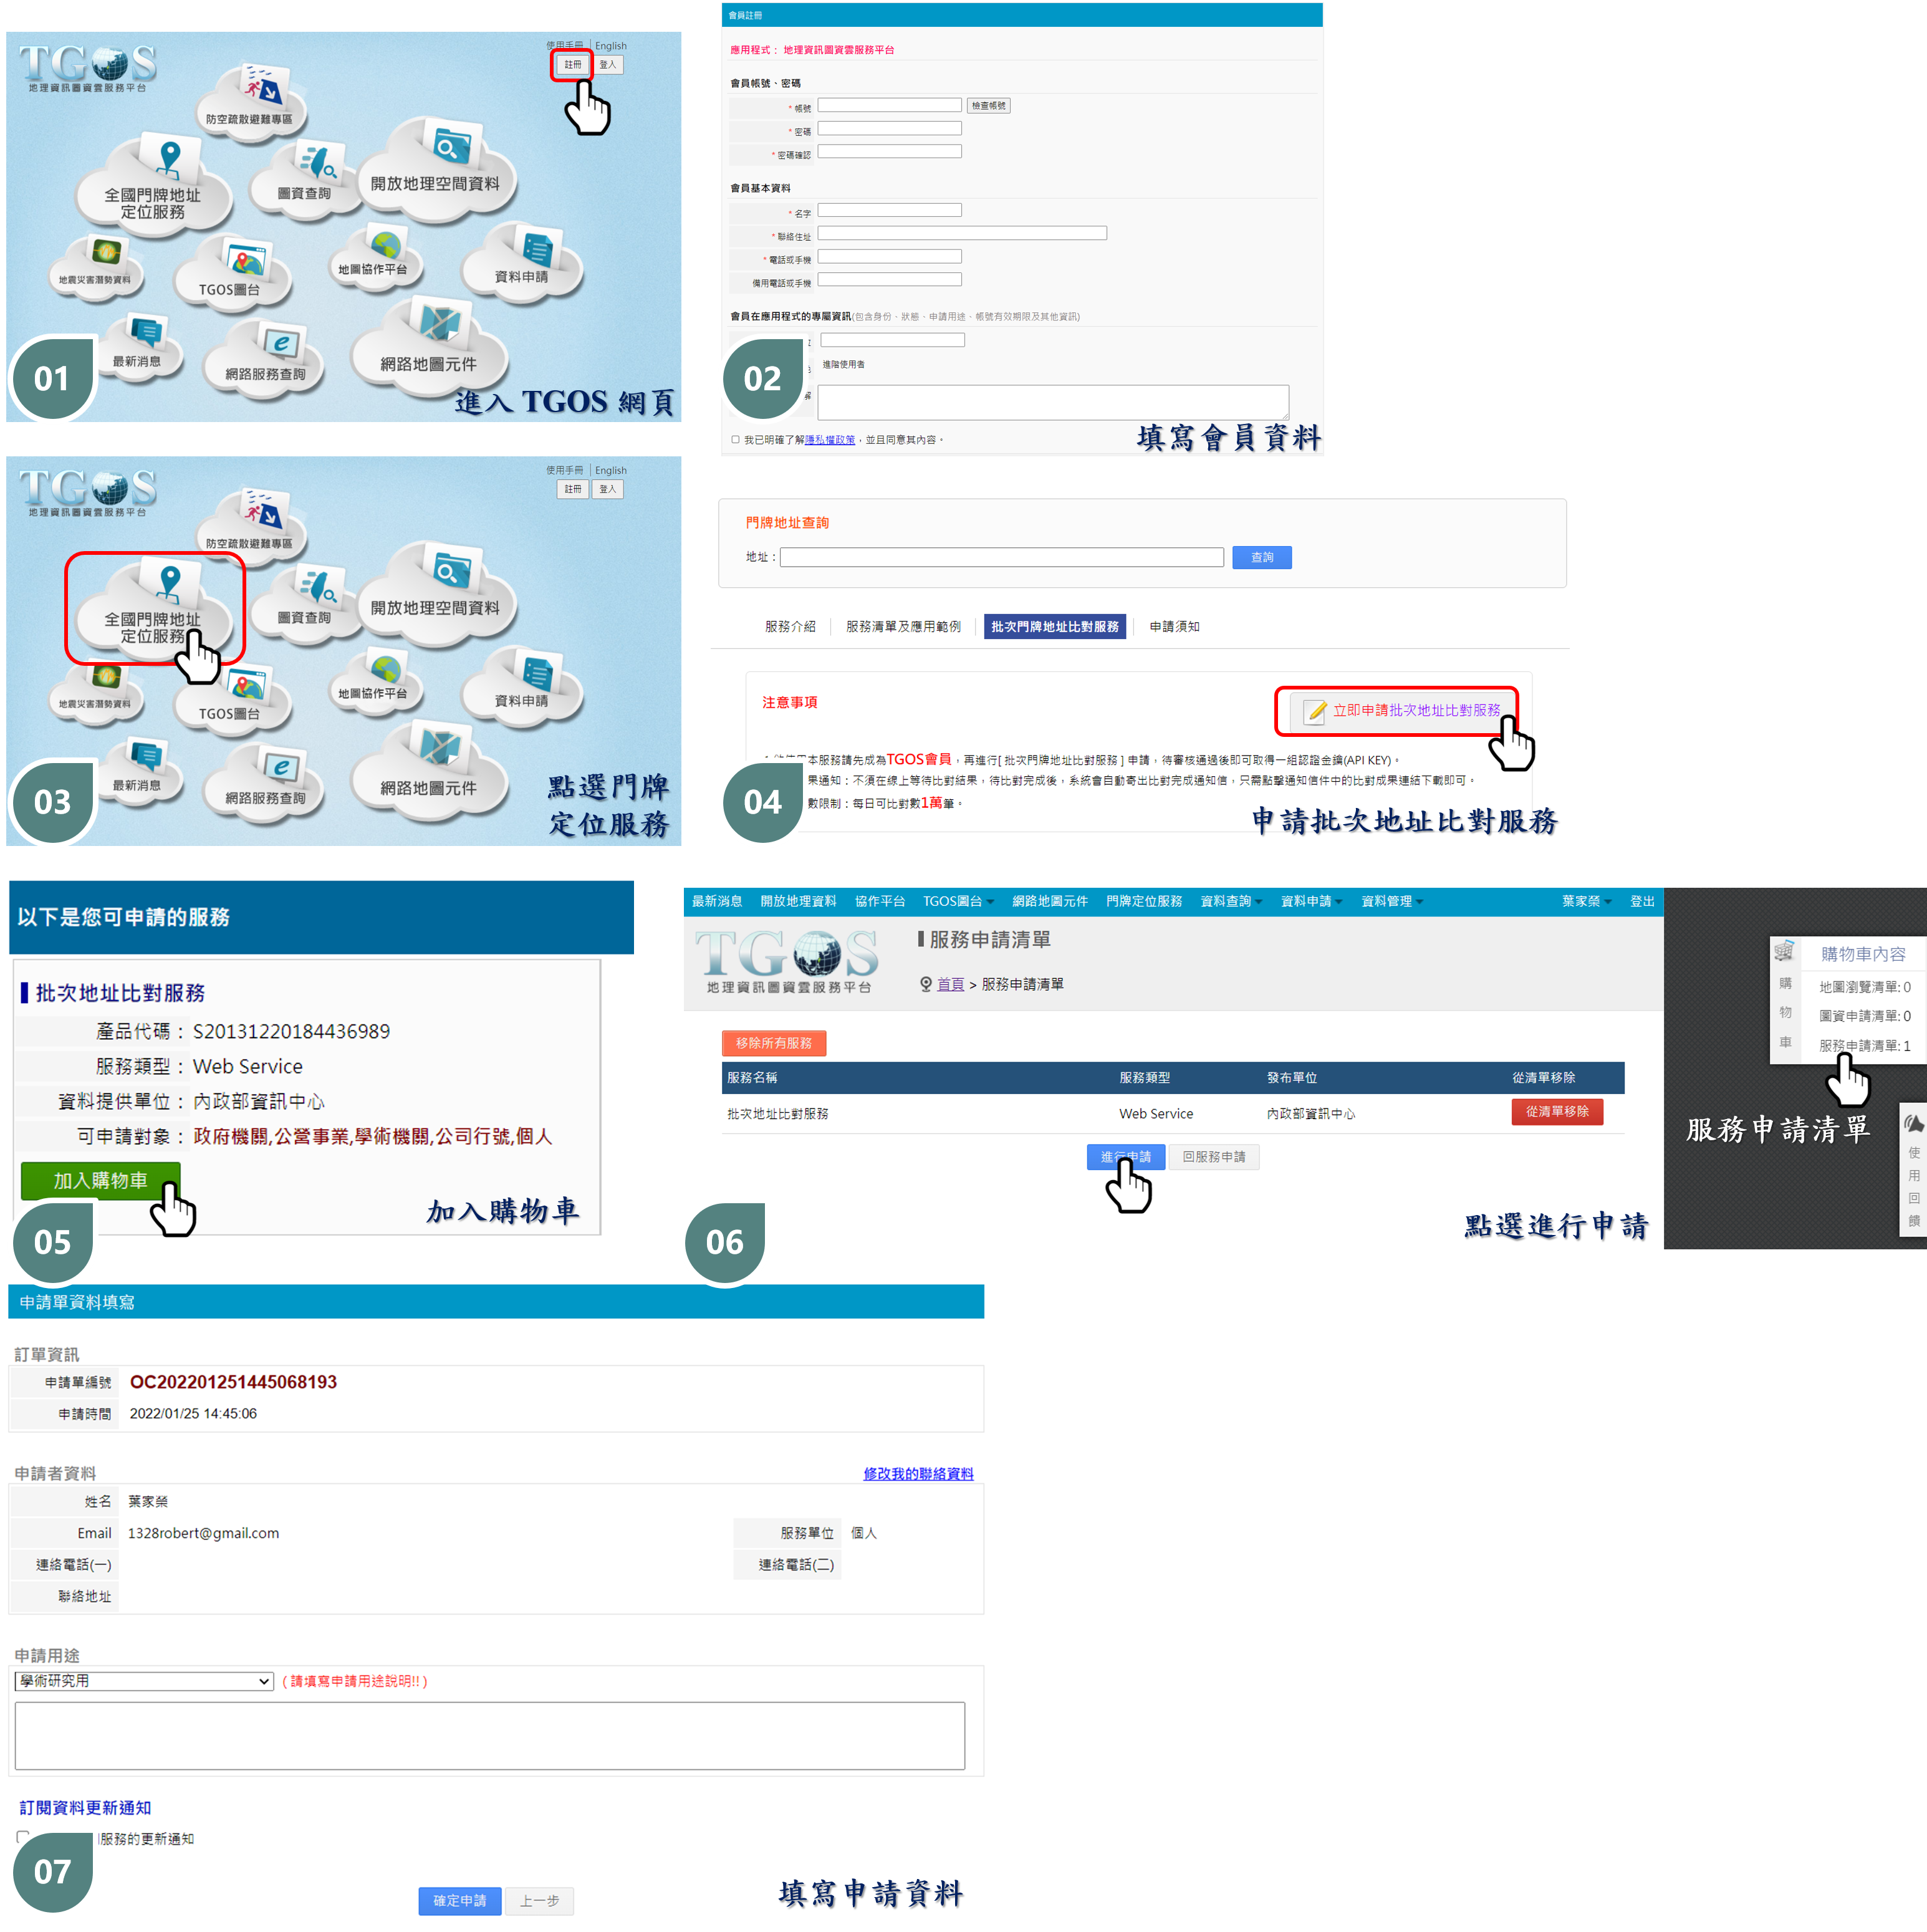 TGOS
地理資訊圖資雲服務平台
使用手冊 | English
註冊 登入
防空疏散避難專區
全國門牌地址
定位服務
圖資查詢
開放地理空間資料
地震災害潛勢資料
TGOS圖台
地圖協作平台
資料申請
最新消息
網路服務查詢
網路地圖元件
01
進入 TGOS 網頁
會員註冊
應用程式： 地理資訊圖資雲服務平台
會員帳號、密碼
* 帳號 檢查帳號
* 密碼
* 密碼確認
會員基本資料
* 名字
* 聯絡住址
* 電話或手機
備用電話或手機
會員在應用程式的專屬資訊(包含身份、狀態、申請用途、帳號有效期限及其他資訊)
進階使用者
02
我已明確了解隱私權政策，並且同意其內容。
填寫會員資料
TGOS
地理資訊圖資雲服務平台
使用手冊 | English
註冊 登入
防空疏散避難專區
全國門牌地址
定位服務
圖資查詢
開放地理空間資料
地震災害潛勢資料
TGOS圖台
地圖協作平台
資料申請
最新消息
網路服務查詢
網路地圖元件
03
點選門牌
定位服務
門牌地址查詢
地址： 查詢
服務介紹 服務清單及應用範例 批次門牌地址比對服務 申請須知
注意事項
立即申請批次地址比對服務
本服務請先成為TGOS會員，再進行[ 批次門牌地址比對服務 ] 申請，待審核通過後即可取得一組認證金鑰(API KEY)。
果通知：不須在線上等待比對結果，待比對完成後，系統會自動寄出比對完成通知信，只需點擊通知信件中的比對成果連結下載即可。
數限制：每日可比對數1萬筆。
04
申請批次地址比對服務
以下是您可申請的服務
批次地址比對服務
產品代碼： S20131220184436989
服務類型： Web Service
資料提供單位： 內政部資訊中心
可申請對象： 政府機關,公營事業,學術機關,公司行號,個人
加入購物車
05
加入購物車
最新消息 開放地理資料 協作平台 TGOS圖台 網路地圖元件 門牌定位服務 資料查詢 資料申請 資料管理 葉家榮 登出
TGOS
地理資訊圖資雲服務平台
服務申請清單
首頁 > 服務申請清單
移除所有服務
服務名稱 服務類型 發布單位 從清單移除
批次地址比對服務 Web Service 內政部資訊中心 從清單移除
進行申請 回服務申請
06
點選進行申請
購物車
購物車內容
地圖瀏覽清單: 0
圖資申請清單: 0
服務申請清單: 1
服務申請清單
使用回饋
申請單資料填寫
訂單資訊
申請單編號 OC202201251445068193
申請時間 2022/01/25 14:45:06
申請者資料 修改我的聯絡資料
姓名 葉家榮
Email 1328robert@gmail.com 服務單位 個人
連絡電話(一) 連絡電話(二)
聯絡地址
申請用途
學術研究用 ( 請填寫申請用途說明!! )
訂閱資料更新通知
服務的更新通知
07
確定申請 上一步
填寫申請資料